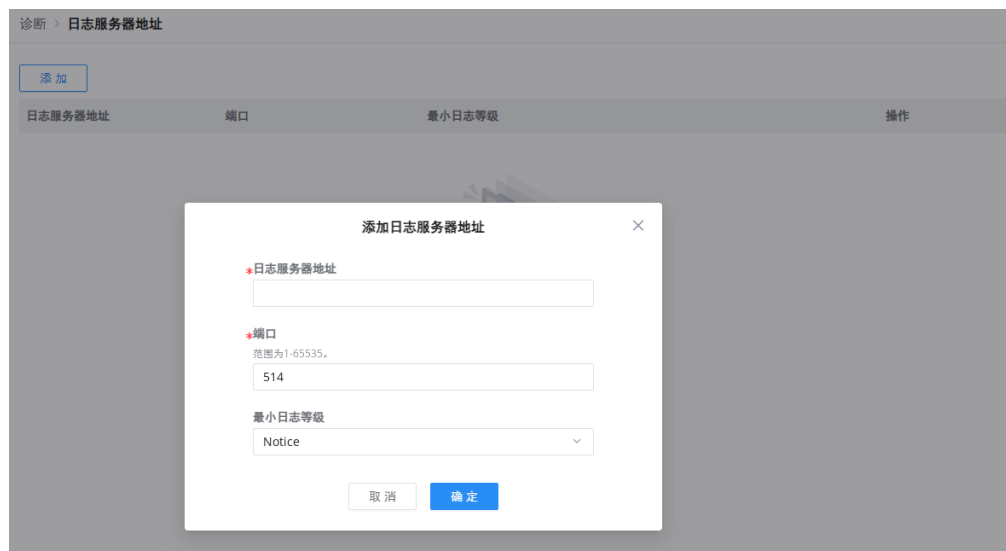 诊断 > 日志服务器地址
添加
日志服务器地址 端口 最小日志等级 操作
添加日志服务器地址
*日志服务器地址
*端口
范围为1-65535。
514
最小日志等级
Notice
取消 确定